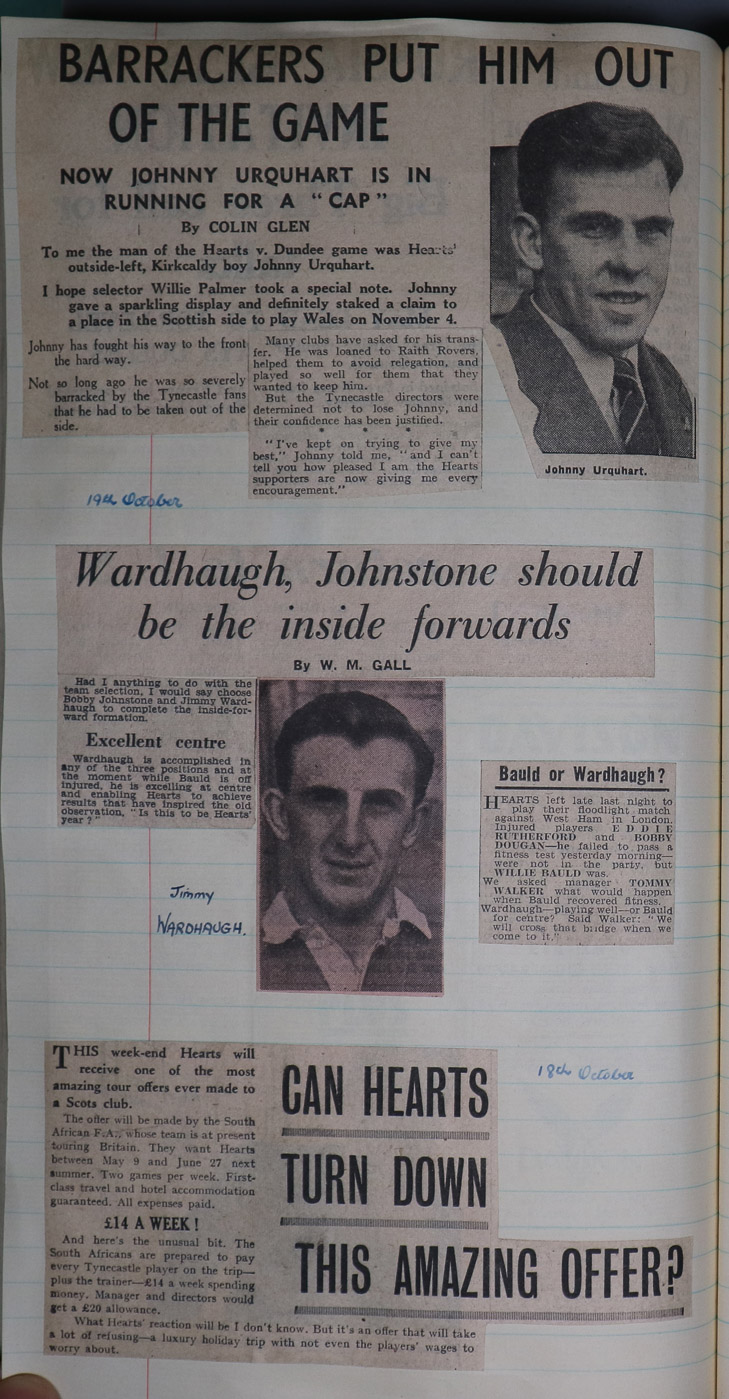 BARRACKERS PUT HIM OUT
OF THE GAME
NOW JOHNNY URQUHART IS IN
RUNNING FOR A "CAP"
By COLIN GLEN
To me the man of the Hearts v. Dundee game was Hearts'
outside-left, Kirkcaldy boy Johnny Urquhart.
I hope selector Willie Palmer took a special note. Johnny
gave a sparkling display and definitely staked a claim to
a place in the Scottish side to play Wales on November 4.
Johnny has fought his way to the front
the hard way.
Not so long ago he was so severely
barracked by the Tynecastle fans
that he had to be taken out of the
side.
Many clubs have asked for his trans-
fer. He was loaned to Raith Rovers,
helped them to avoid relegation, and
played so well for them that they
wanted to keep him.
But the Tynecastle directors were
determined not to lose Johnny, and
their confidence has been justified.
* * *
"I've kept on trying to give my
best," Johnny told me, "and I can't
tell you how pleased I am the Hearts
supporters are now giving me every
encouragement."
Johnny Urquhart.
19th October
Wardhaugh, Johnstone should
be the inside forwards
By W. M. GALL
Had I anything to do with the
team selection, I would say choose
Bobby Johnstone and Jimmy Ward-
haugh to complete the inside-for-
ward formation.
Excellent centre
Wardhaugh is accomplished in
any of the three positions and at
the moment while Bauld is off
injured, he is excelling at centre
and enabling Hearts to achieve
results that have inspired the old
observation, "Is this to be Hearts'
year?"
Jimmy
WARDHAUGH.
Bauld or Wardhaugh?
HEARTS left late last night to
play their floodlight match
against West Ham in London.
Injured players EDDIE
RUTHERFORD and BOBBY
DOUGAN—he failed to pass a
fitness test yesterday morning—
were not in the party, but
WILLIE BAULD was.
We asked manager TOMMY
WALKER what would happen
when Bauld recovered fitness.
Wardhaugh—playing well—or Bauld
for centre? Said Walker: "We
will cross that bridge when we
come to it."
18th October
THIS week-end Hearts will
receive one of the most
amazing tour offers ever made to
a Scots club.
The offer will be made by the South
African F.A., whose team is at present
touring Britain. They want Hearts
between May 9 and June 27 next
summer. Two games per week. First-
class travel and hotel accommodation
guaranteed. All expenses paid.
£14 A WEEK!
And here's the unusual bit. The
South Africans are prepared to pay
every Tynecastle player on the trip—
plus the trainer—£14 a week spending
money. Manager and directors would
get a £20 allowance.
What Hearts' reaction will be I don't know. But it's an offer that will take
a lot of refusing—a luxury holiday trip with not even the players' wages to
worry about.
CAN HEARTS
TURN DOWN
THIS AMAZING OFFER?